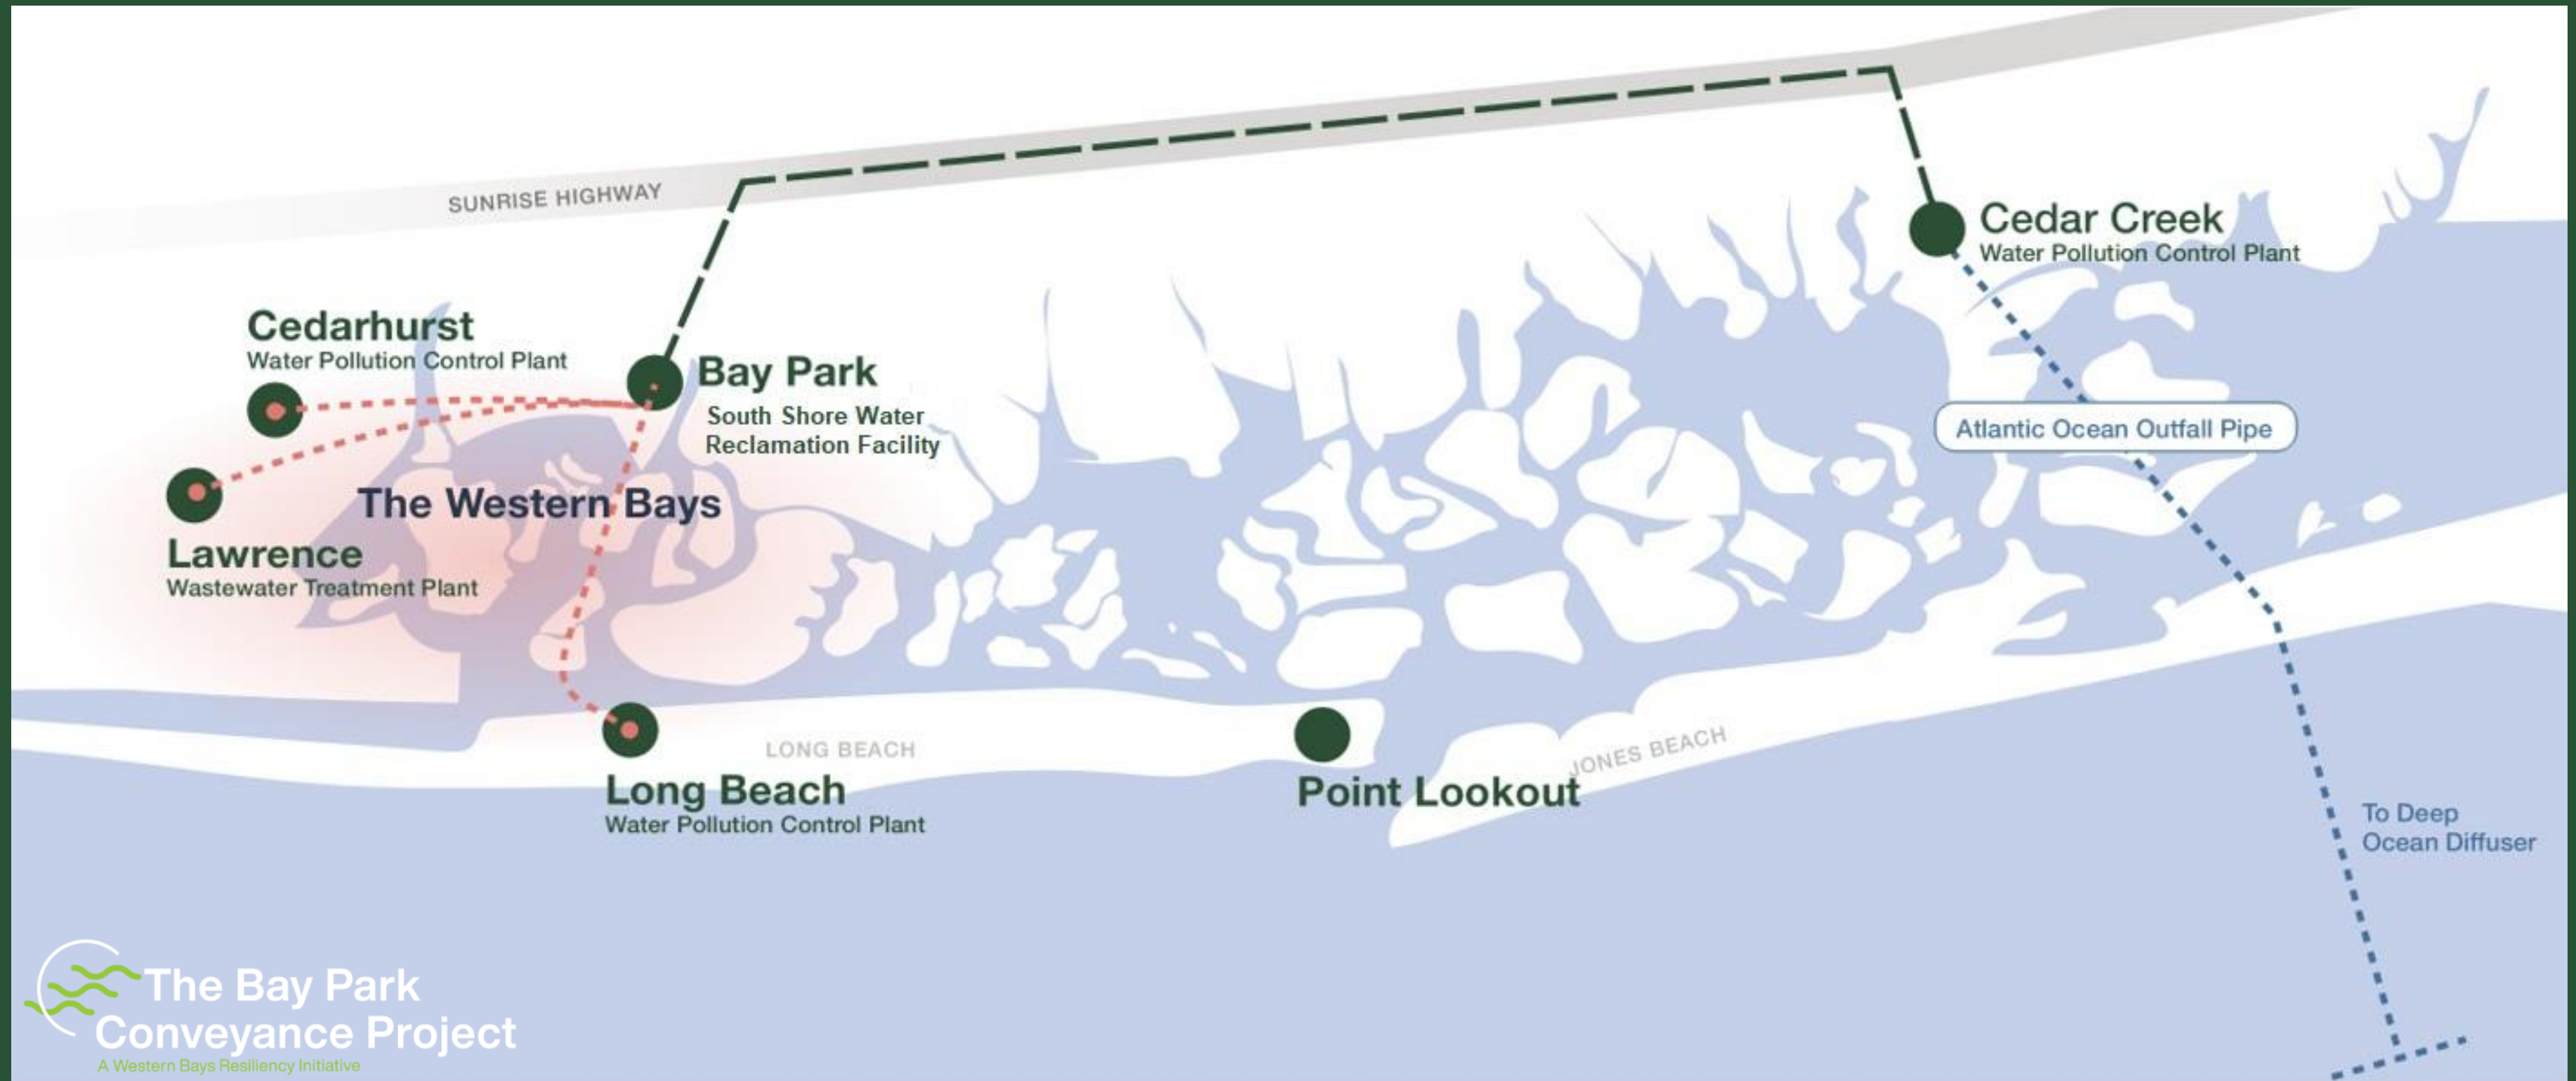 SUNRISE HIGHWAY
Cedar Creek
Water Pollution Control Plant
Cedarhurst
Water Pollution Control Plant
Bay Park
South Shore Water
Reclamation Facility
Atlantic Ocean Outfall Pipe
The Western Bays
Lawrence
Wastewater Treatment Plant
LONG BEACH
JONES BEACH
Long Beach
Water Pollution Control Plant
Point Lookout
To Deep
Ocean Diffuser
The Bay Park
Conveyance Project
A Western Bays Resiliency Initiative